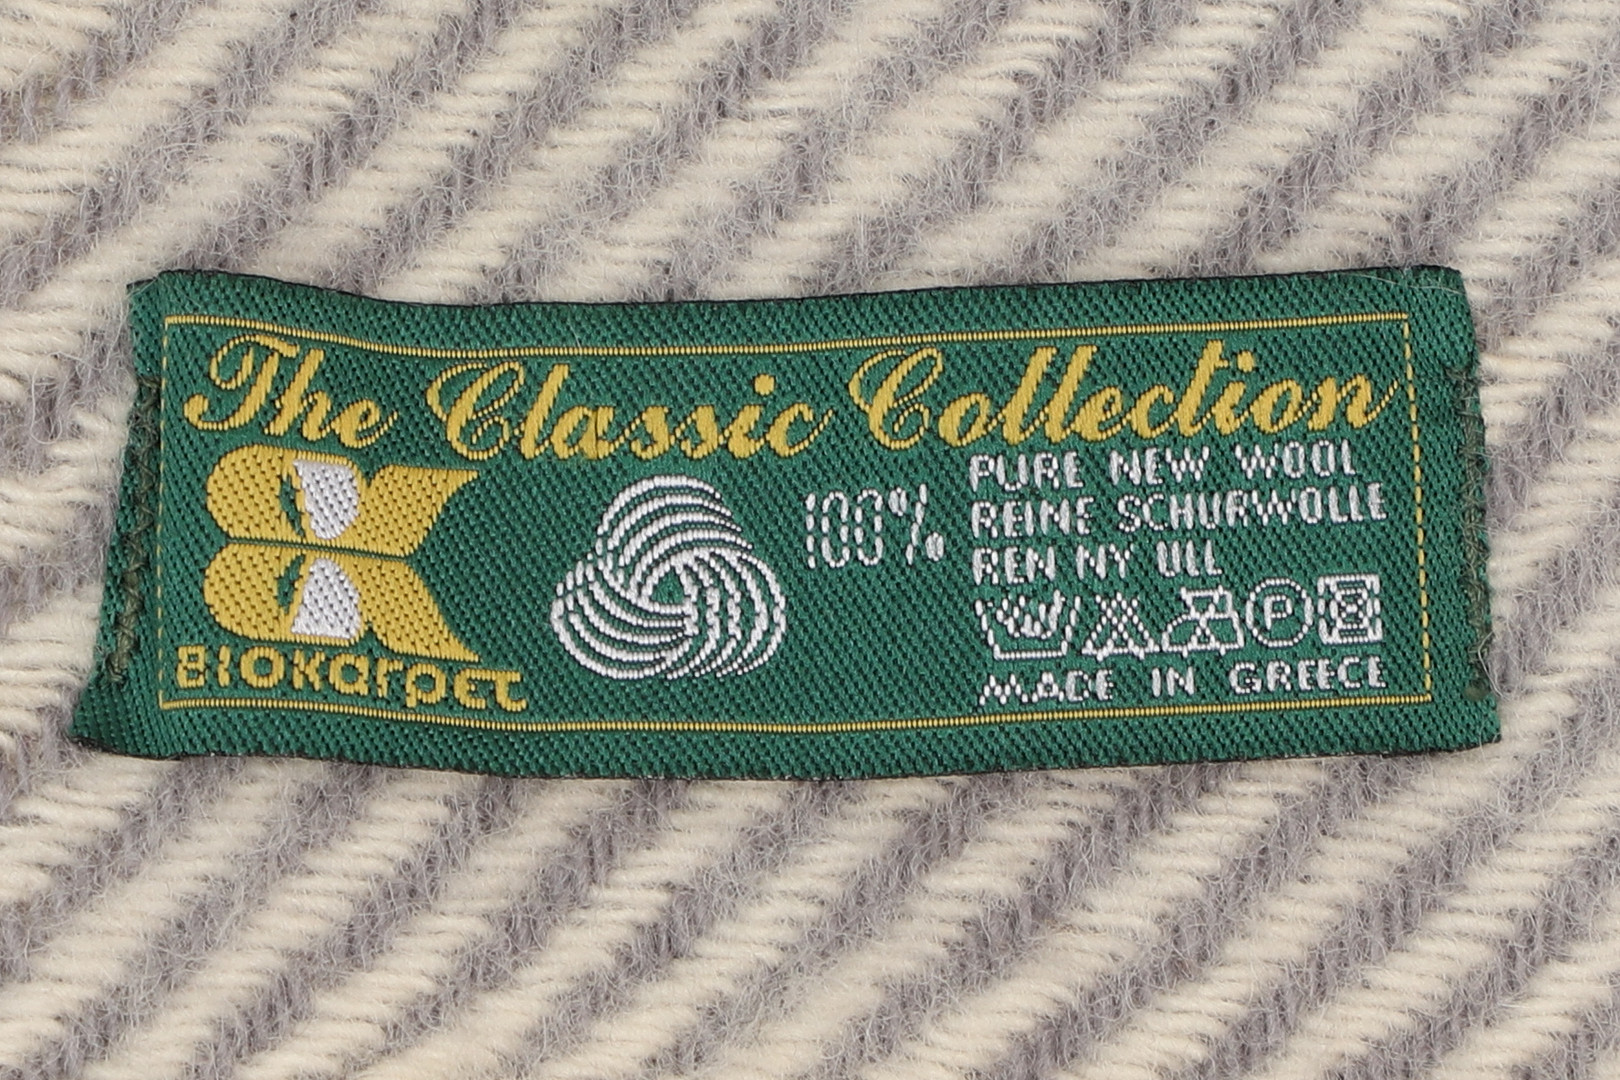 The Classic Collection
BIOKarpet
100%
PURE NEW WOOL
REINE SCHURWOLLE
REN NY ULL
P
MADE IN GREECE